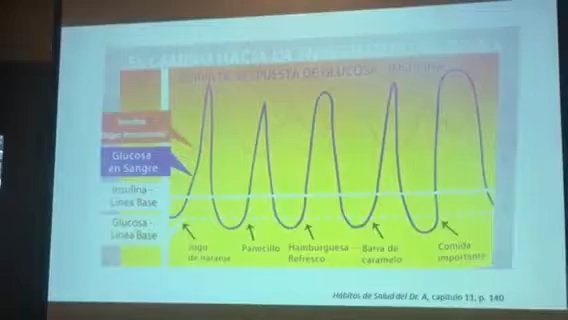 EL CAMINO HACIA LA
RESPUESTA DE GLUCOSA - INSULINA
Insulina
Glucosa
en Sangre
Insulina -
Línea Base
Glucosa -
Línea Base
Jugo
de naranja
Panecillo
Hamburguesa
Refresco
Barra de
caramelo
Comida
importante
Hábitos de Salud del Dr. A, capítulo 11, p. 140